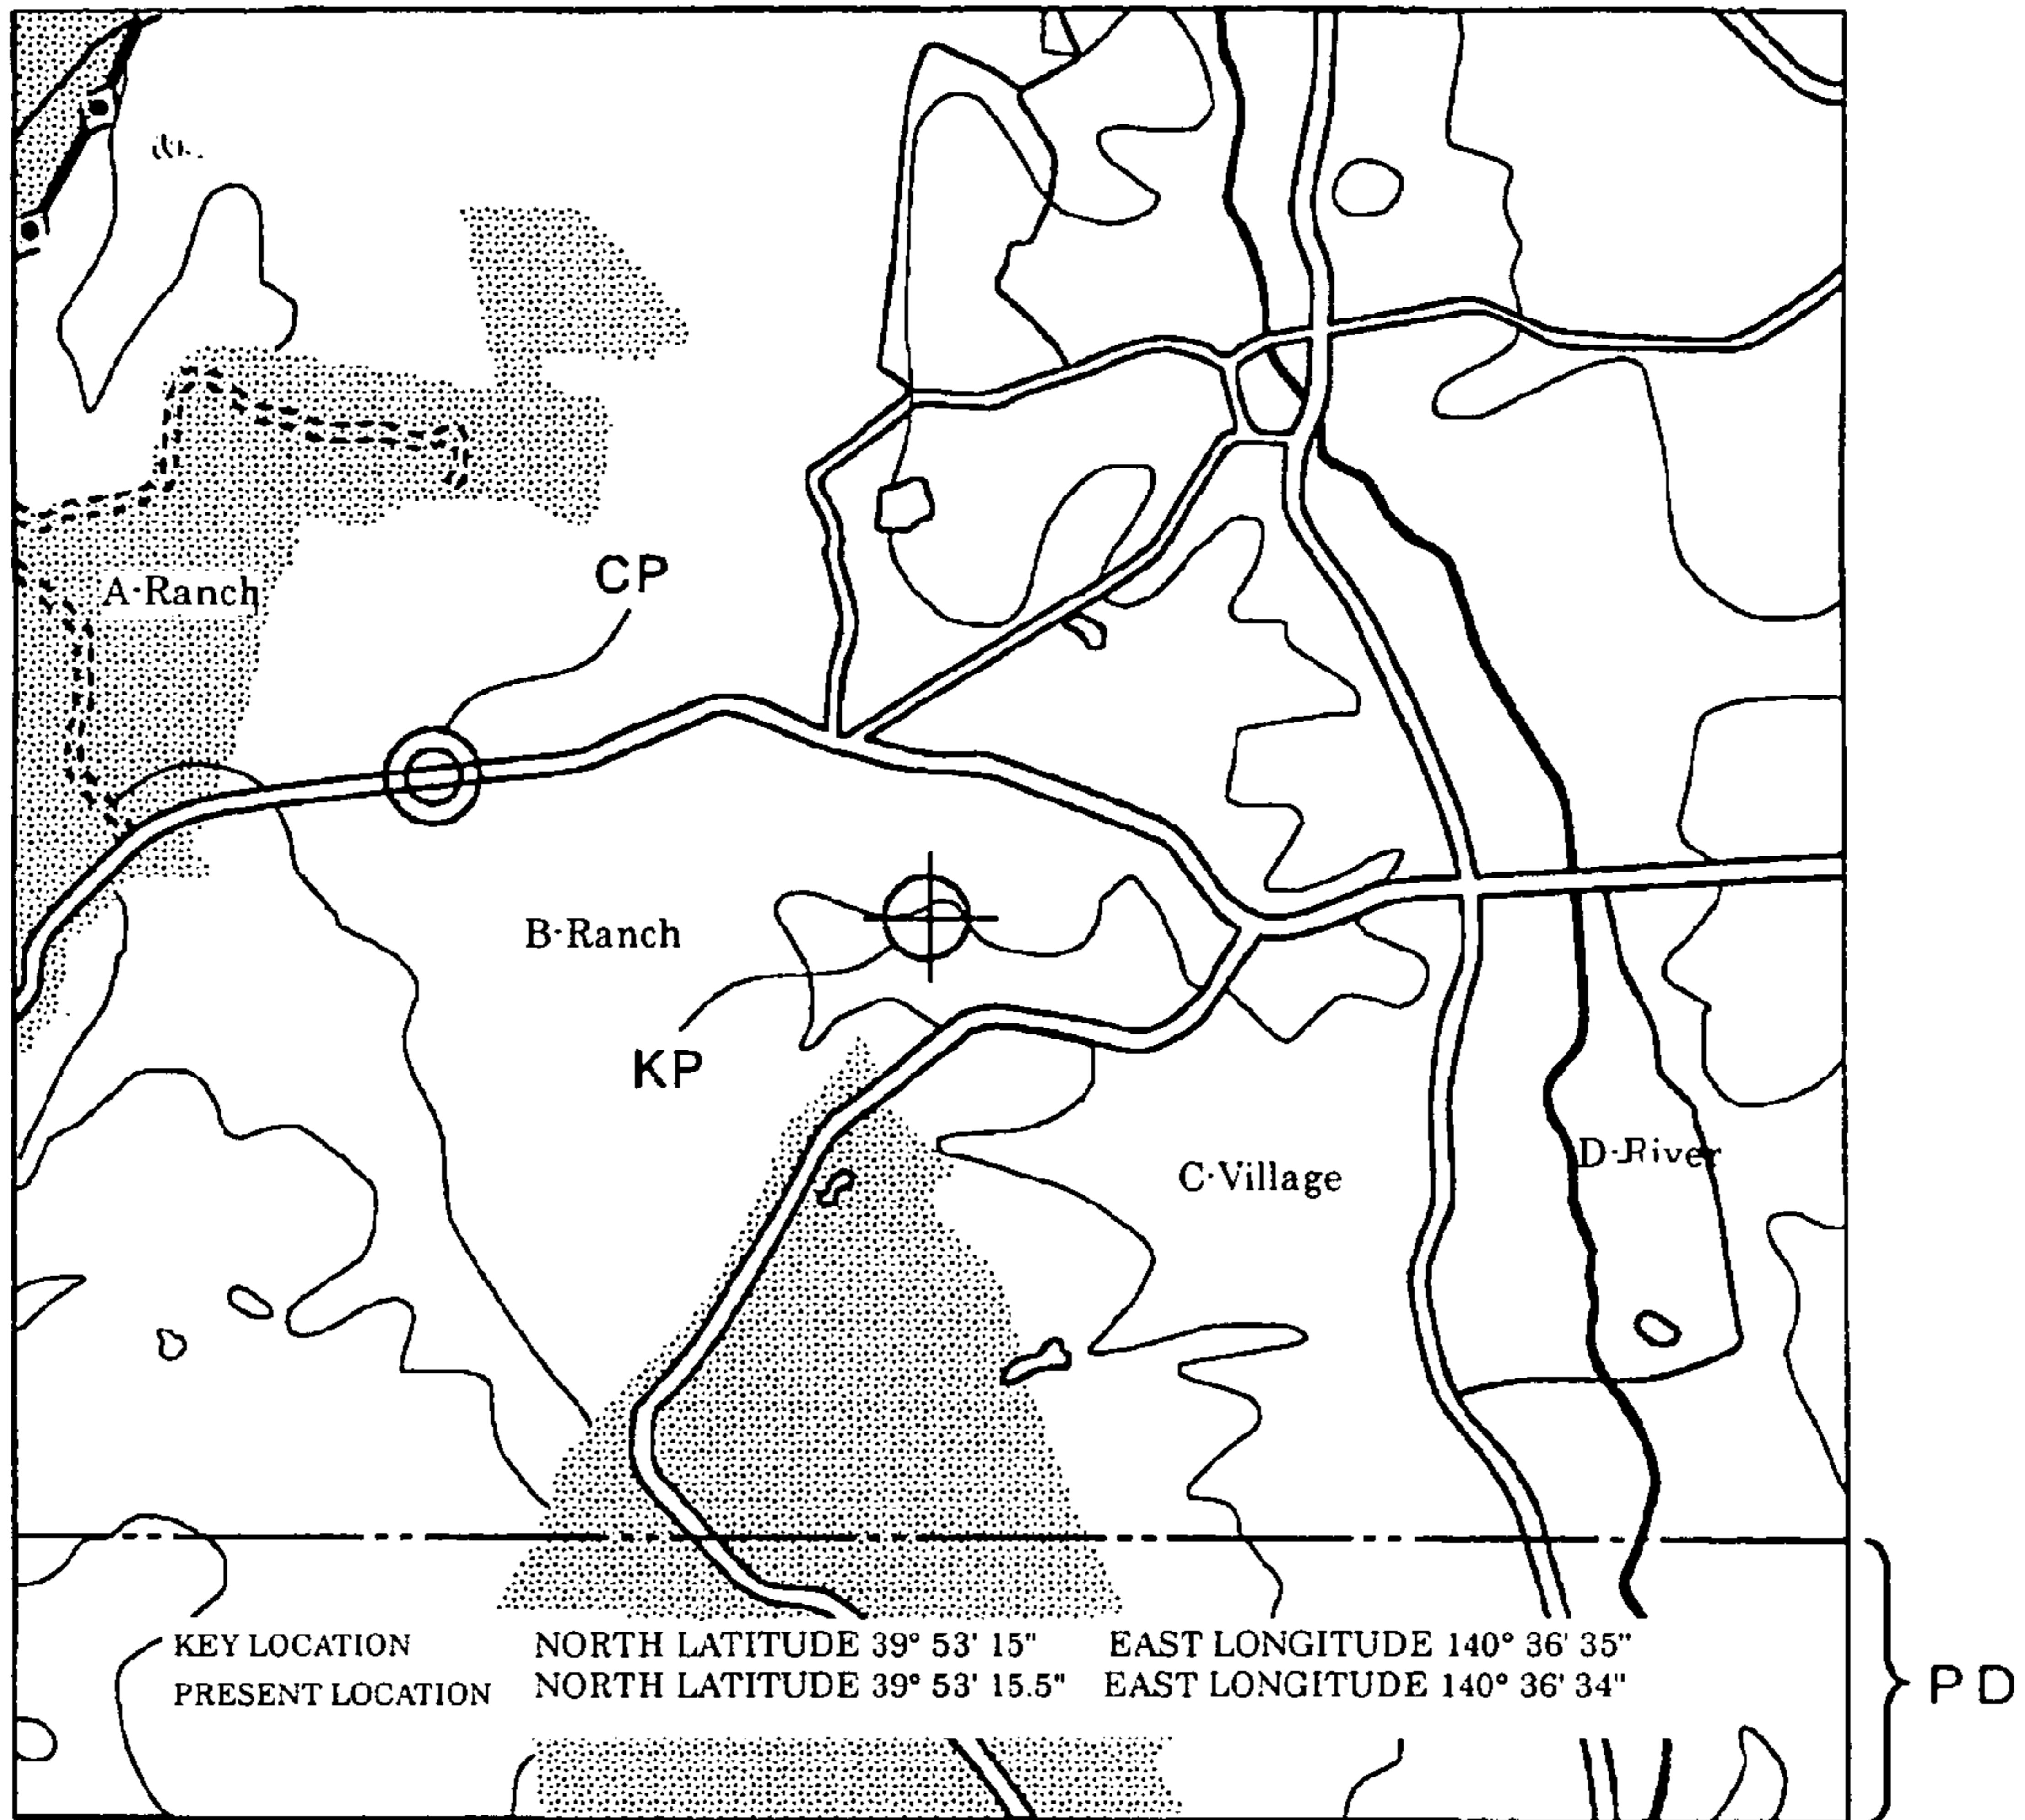 A·Ranch
CP
B·Ranch
KP
C·Village
D·River
KEY LOCATION NORTH LATITUDE 39° 53' 15" EAST LONGITUDE 140° 36' 35"
PRESENT LOCATION NORTH LATITUDE 39° 53' 15.5" EAST LONGITUDE 140° 36' 34"
PD